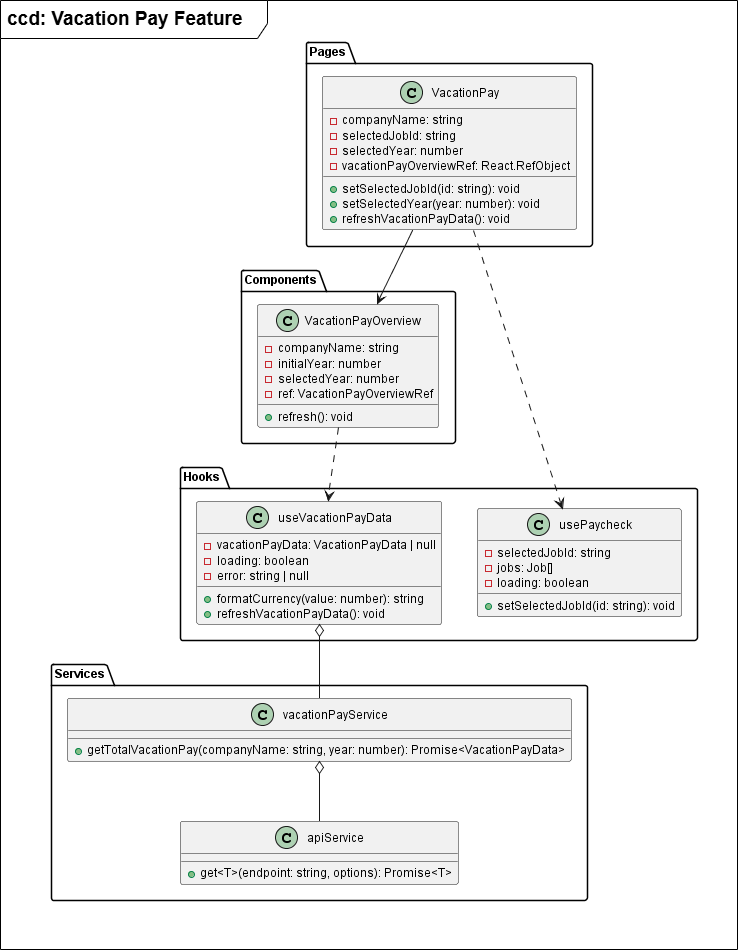 ccd: Vacation Pay Feature
Pages
C VacationPay
companyName: string
selectedJobId: string
selectedYear: number
vacationPayOverviewRef: React.RefObject
setSelectedJobId(id: string): void
setSelectedYear(year: number): void
refreshVacationPayData(): void
Components
C VacationPayOverview
companyName: string
initialYear: number
selectedYear: number
ref: VacationPayOverviewRef
refresh(): void
Hooks
C useVacationPayData
vacationPayData: VacationPayData | null
loading: boolean
error: string | null
formatCurrency(value: number): string
refreshVacationPayData(): void
C usePaycheck
selectedJobId: string
jobs: Job[]
loading: boolean
setSelectedJobId(id: string): void
Services
C vacationPayService
getTotalVacationPay(companyName: string, year: number): Promise<VacationPayData>
C apiService
get<T>(endpoint: string, options): Promise<T>